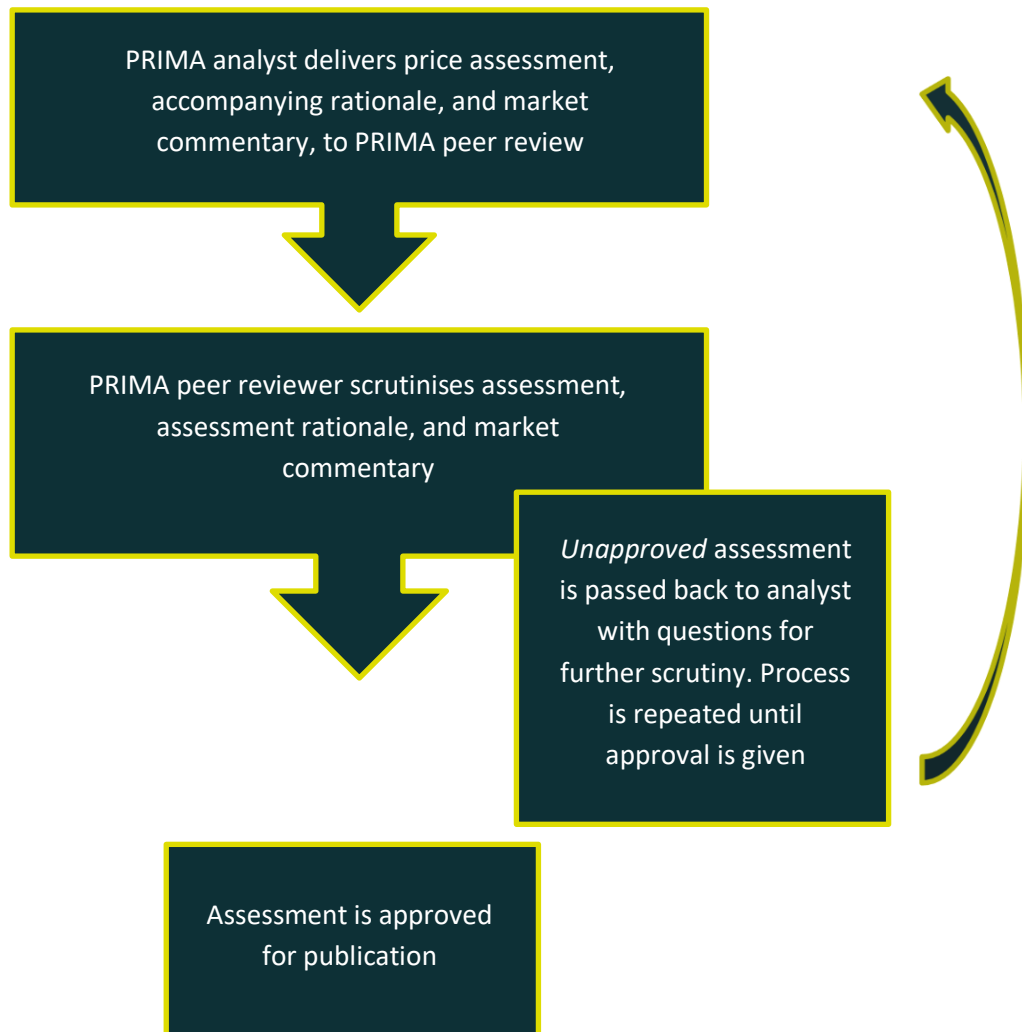 PRIMA analyst delivers price assessment,
accompanying rationale, and market
commentary, to PRIMA peer review
PRIMA peer reviewer scrutinises assessment,
assessment rationale, and market
commentary
Unapproved assessment
is passed back to analyst
with questions for
further scrutiny. Process
is repeated until
approval is given
Assessment is approved
for publication